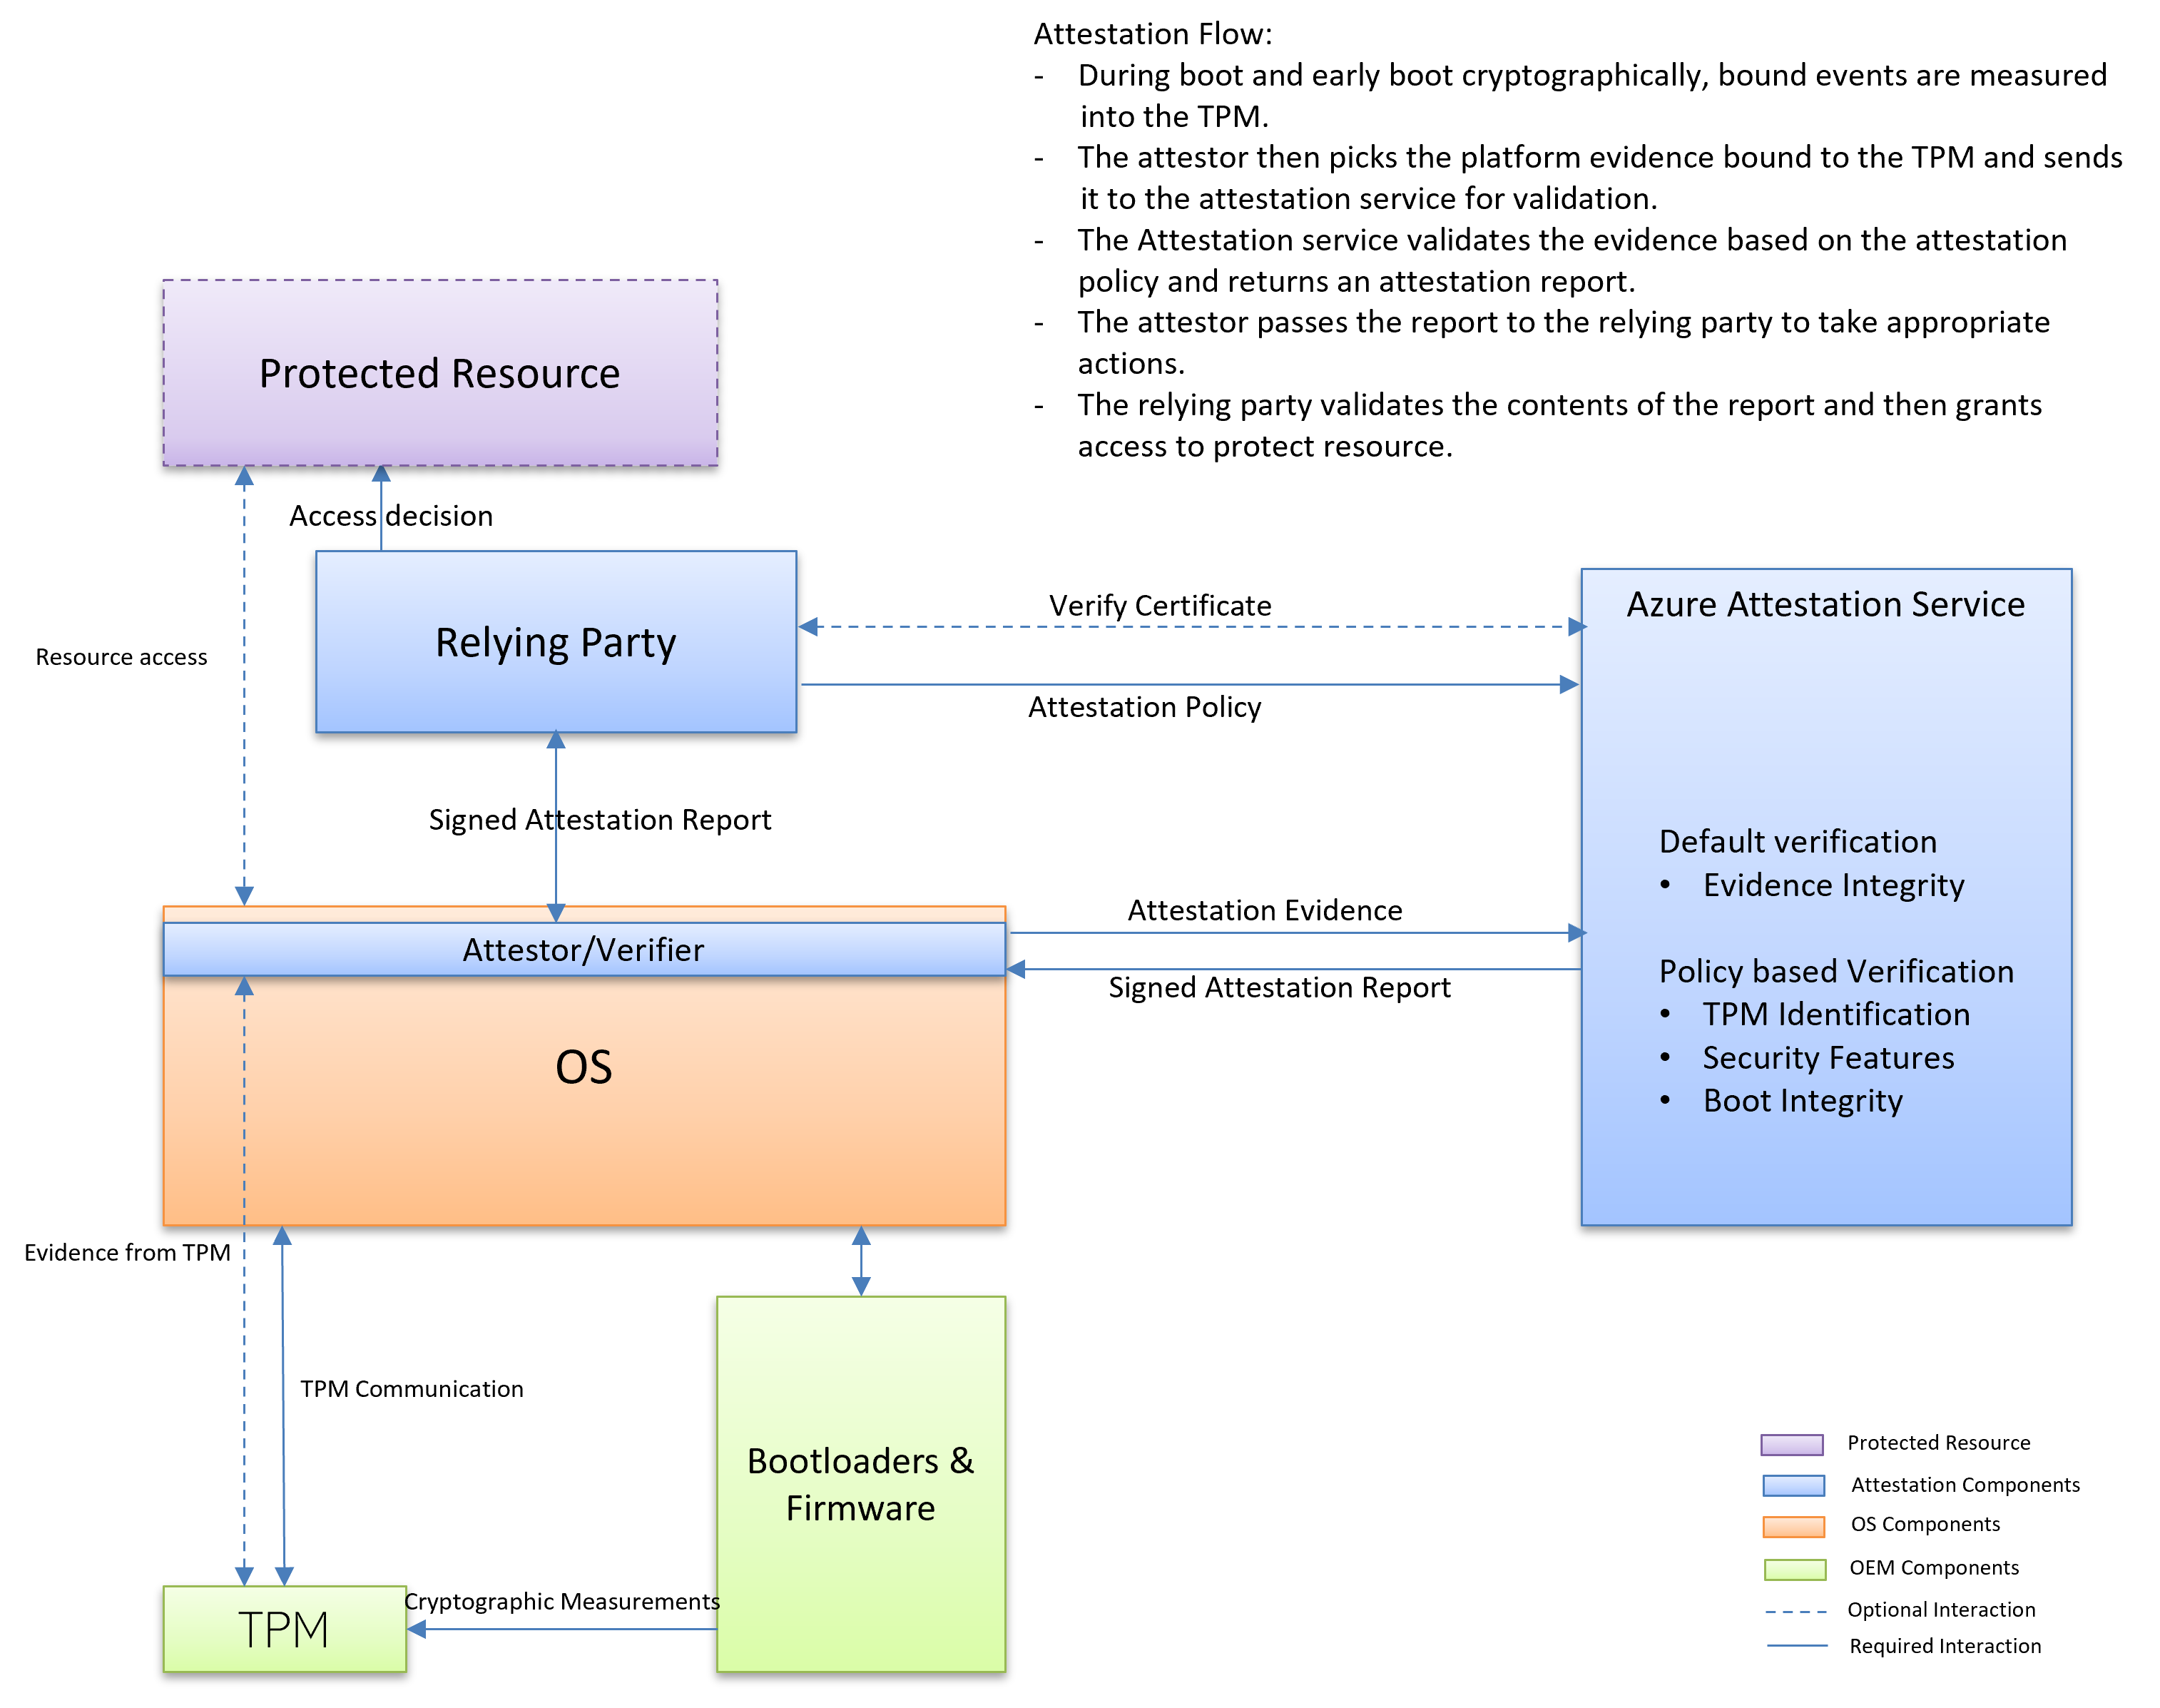 Attestation Flow:
- During boot and early boot cryptographically, bound events are measured
into the TPM.
- The attestor then picks the platform evidence bound to the TPM and sends
it to the attestation service for validation.
- The Attestation service validates the evidence based on the attestation
policy and returns an attestation report.
- The attestor passes the report to the relying party to take appropriate
actions.
- The relying party validates the contents of the report and then grants
access to protect resource.
Protected Resource
Access decision
Resource access
Relying Party
Verify Certificate
Attestation Policy
Azure Attestation Service
Default verification
• Evidence Integrity
Policy based Verification
• TPM Identification
• Security Features
• Boot Integrity
Signed Attestation Report
Attestor/Verifier
Attestation Evidence
Signed Attestation Report
OS
Evidence from TPM
TPM Communication
Bootloaders &
Firmware
Cryptographic Measurements
TPM
Protected Resource
Attestation Components
OS Components
OEM Components
Optional Interaction
Required Interaction